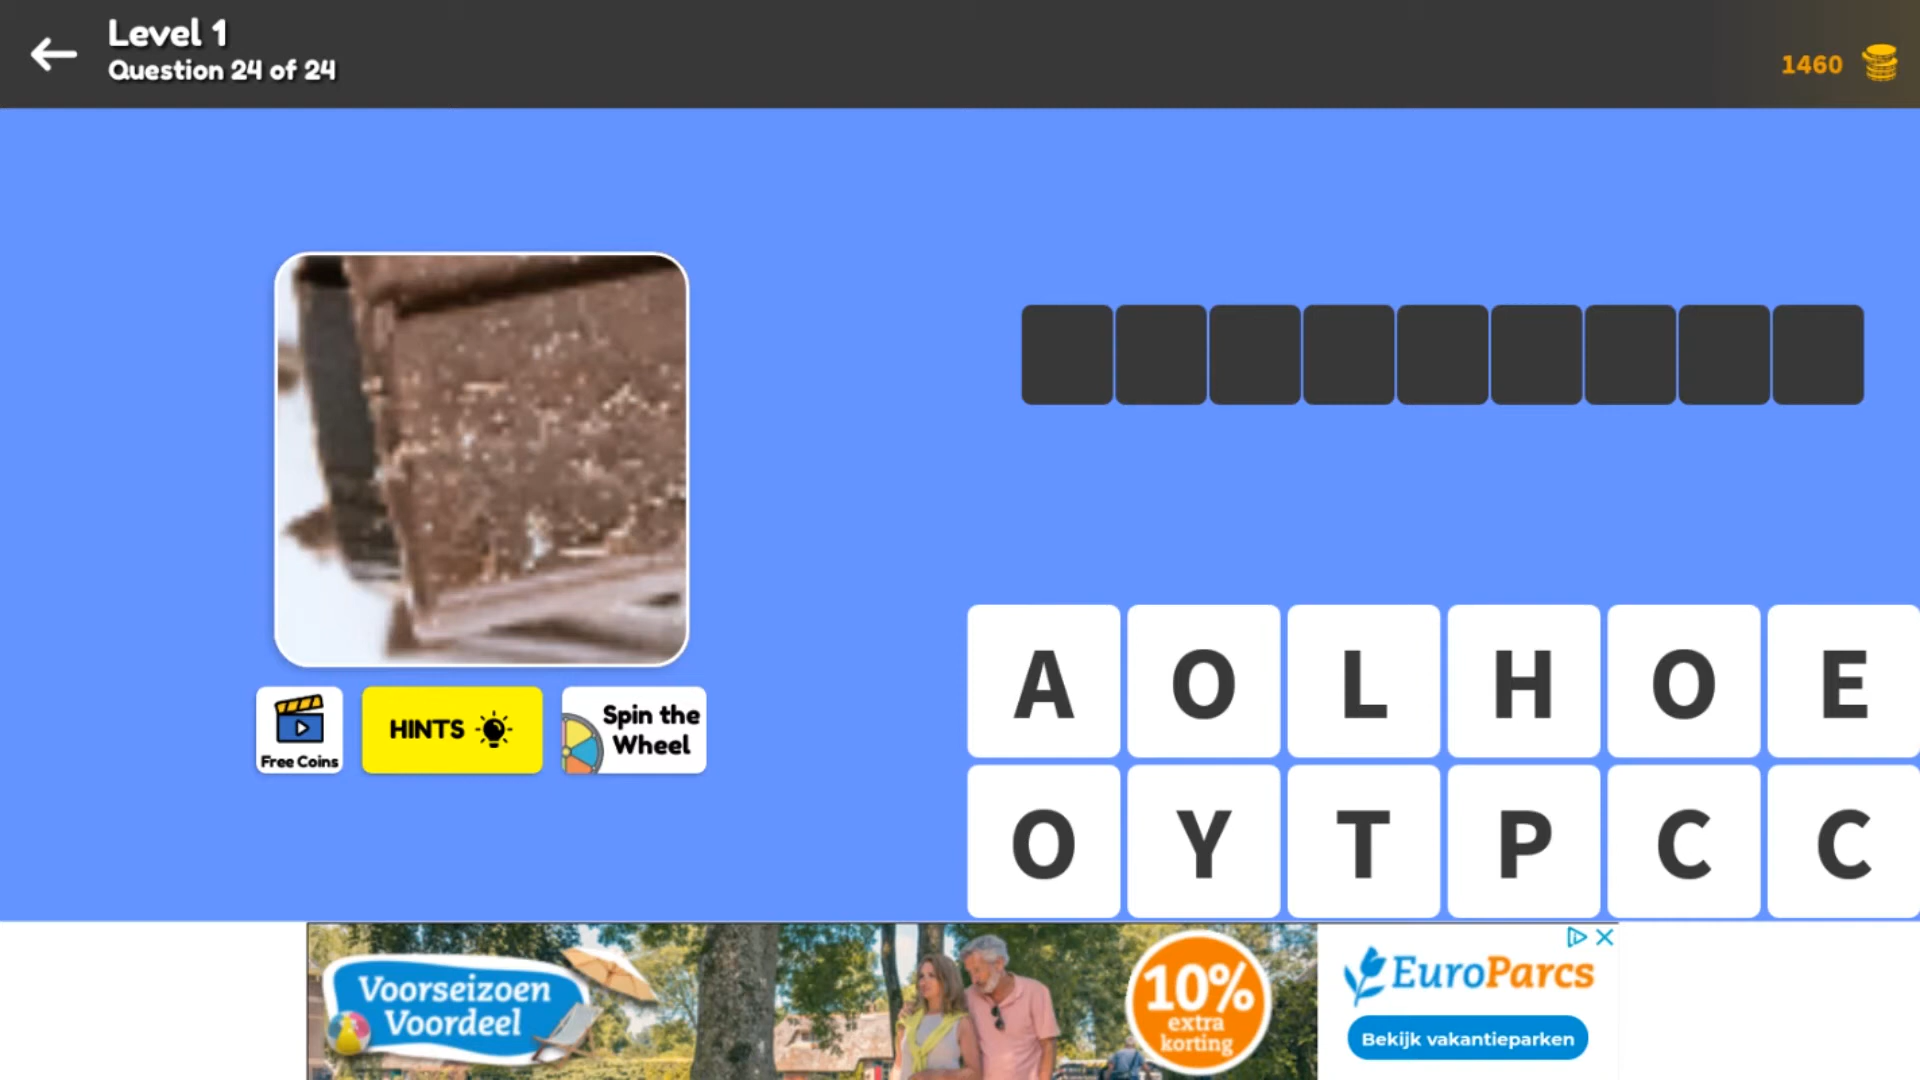 Level 1
Question 24 of 24
1460
Free Coins
HINTS
Spin the
Wheel
A O L H O E
O Y T P C C
Voorseizoen
Voordeel
10%
extra
korting
EuroParcs
Bekijk vakantieparken